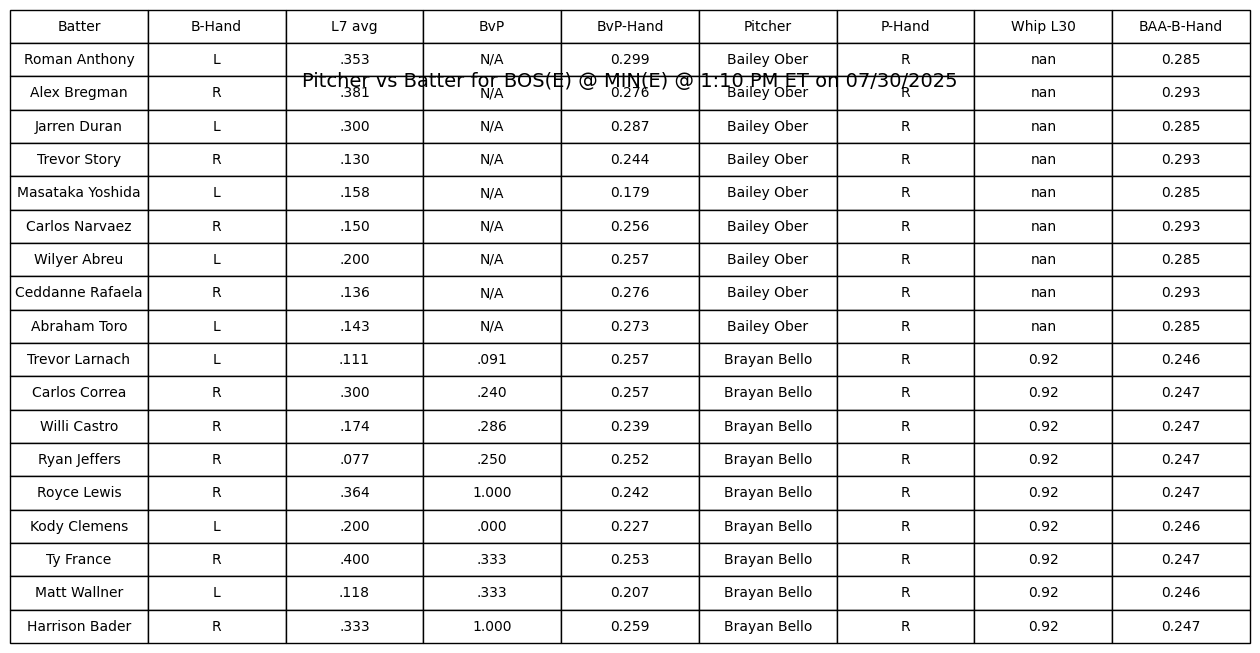 Batter B-Hand L7 avg BvP BvP-Hand Pitcher P-Hand Whip L30 BAA-B-Hand
Roman Anthony L .353 N/A 0.299 Bailey Ober R nan 0.285
Pitcher vs Batter for BOS(E) @ MIN(E) @ 1:10 PM ET on 07/30/2025
Alex Bregman R .381 N/A 0.276 Bailey Ober R nan 0.293
Jarren Duran L .300 N/A 0.287 Bailey Ober R nan 0.285
Trevor Story R .130 N/A 0.244 Bailey Ober R nan 0.293
Masataka Yoshida L .158 N/A 0.179 Bailey Ober R nan 0.285
Carlos Narvaez R .150 N/A 0.256 Bailey Ober R nan 0.293
Wilyer Abreu L .200 N/A 0.257 Bailey Ober R nan 0.285
Ceddanne Rafaela R .136 N/A 0.276 Bailey Ober R nan 0.293
Abraham Toro L .143 N/A 0.273 Bailey Ober R nan 0.285
Trevor Larnach L .111 .091 0.257 Brayan Bello R 0.92 0.246
Carlos Correa R .300 .240 0.257 Brayan Bello R 0.92 0.247
Willi Castro R .174 .286 0.239 Brayan Bello R 0.92 0.247
Ryan Jeffers R .077 .250 0.252 Brayan Bello R 0.92 0.247
Royce Lewis R .364 1.000 0.242 Brayan Bello R 0.92 0.247
Kody Clemens L .200 .000 0.227 Brayan Bello R 0.92 0.246
Ty France R .400 .333 0.253 Brayan Bello R 0.92 0.247
Matt Wallner L .118 .333 0.207 Brayan Bello R 0.92 0.246
Harrison Bader R .333 1.000 0.259 Brayan Bello R 0.92 0.247